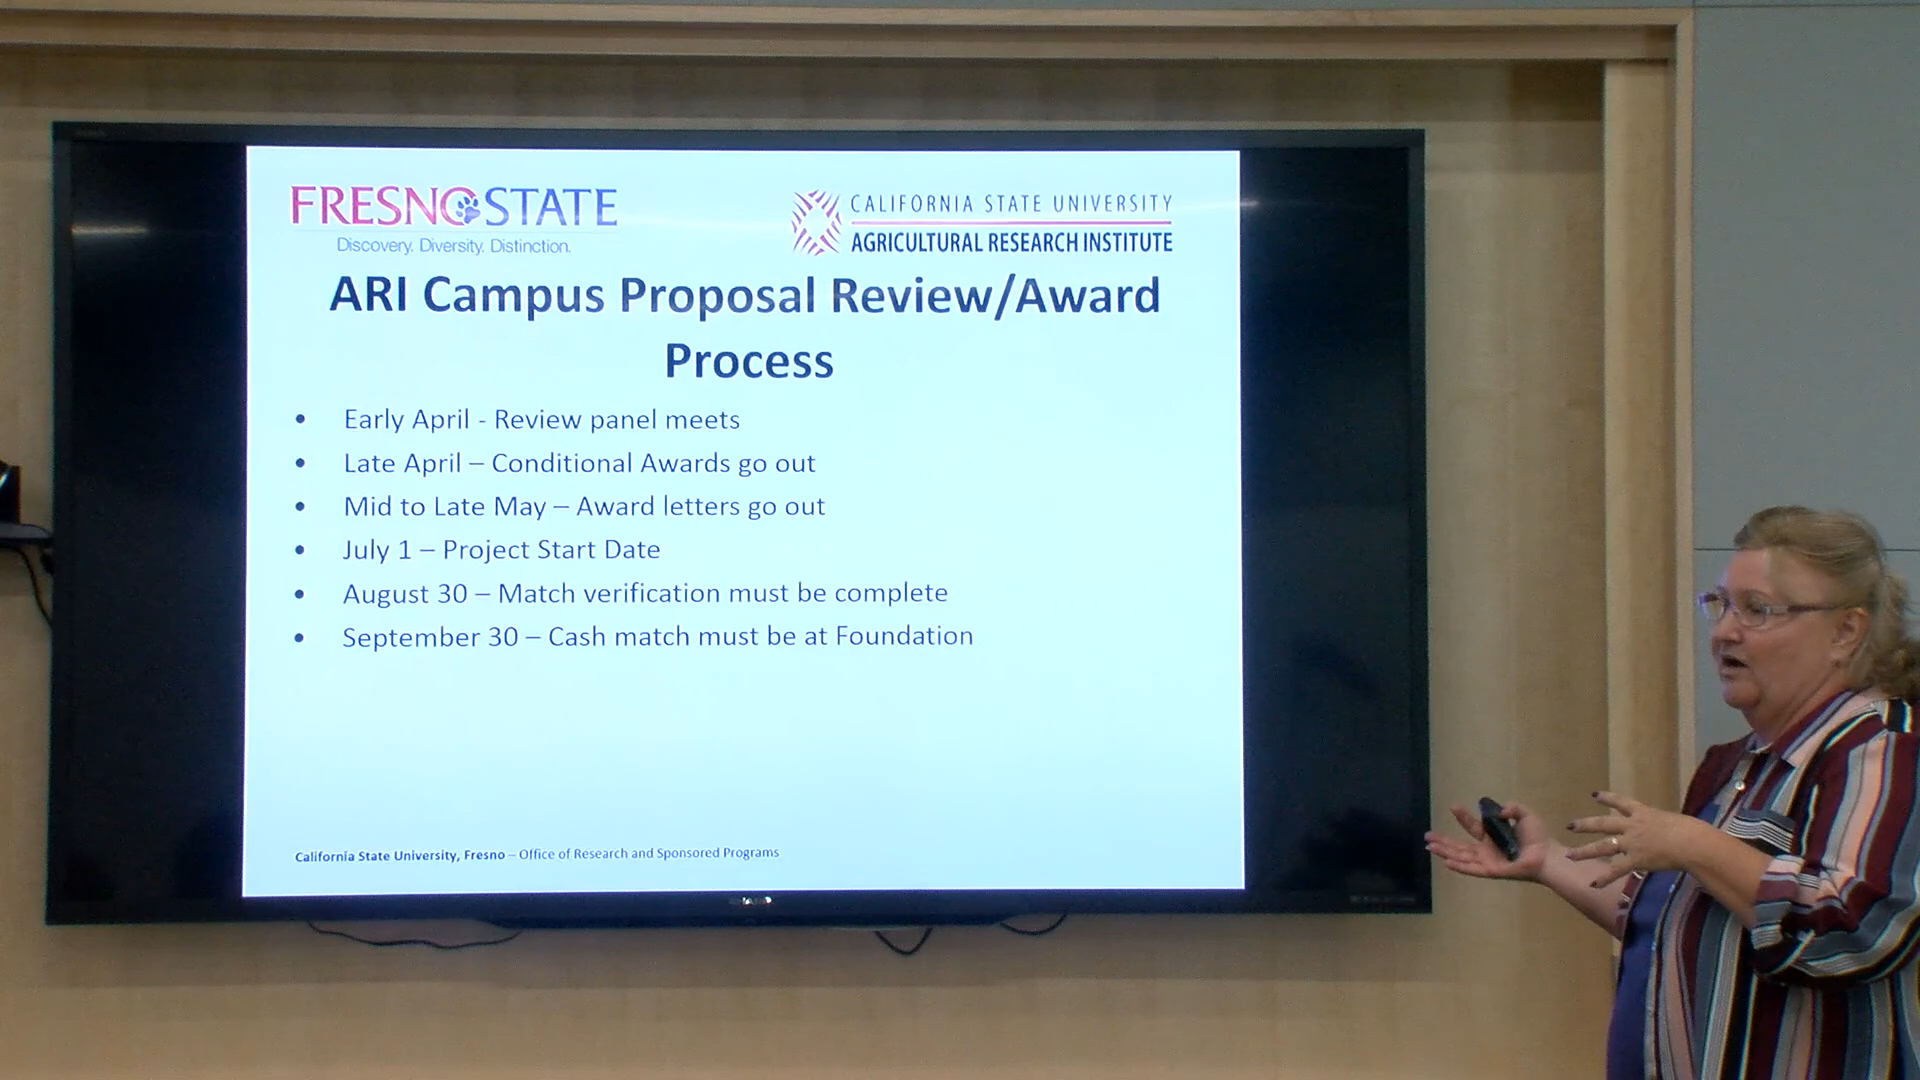 FRESNO STATE
Discovery. Diversity. Distinction.
CALIFORNIA STATE UNIVERSITY
AGRICULTURAL RESEARCH INSTITUTE
ARI Campus Proposal Review/Award
Process
• Early April - Review panel meets
• Late April – Conditional Awards go out
• Mid to Late May – Award letters go out
• July 1 – Project Start Date
• August 30 – Match verification must be complete
• September 30 – Cash match must be at Foundation
California State University, Fresno – Office of Research and Sponsored Programs
SHARP